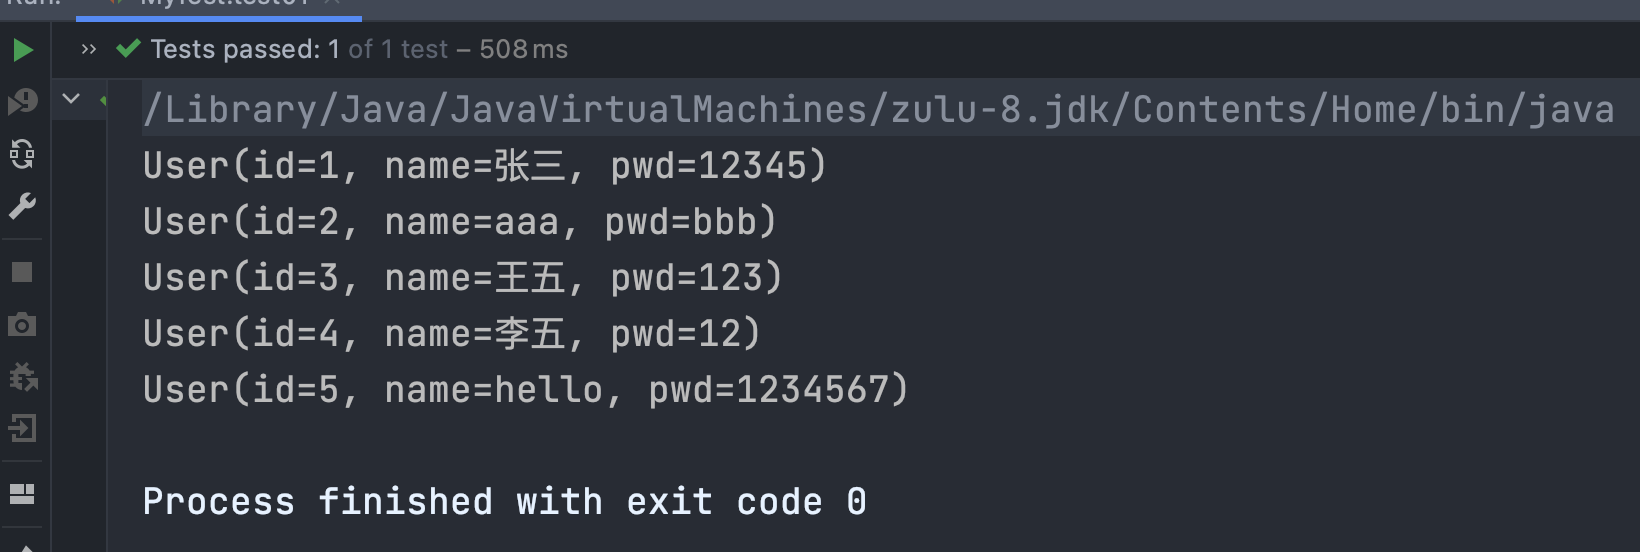 Run: MyTest.test01 ×
» Tests passed: 1 of 1 test – 508 ms
/Library/Java/JavaVirtualMachines/zulu-8.jdk/Contents/Home/bin/java
User(id=1, name=张三, pwd=12345)
User(id=2, name=aaa, pwd=bbb)
User(id=3, name=王五, pwd=123)
User(id=4, name=李五, pwd=12)
User(id=5, name=hello, pwd=1234567)
Process finished with exit code 0